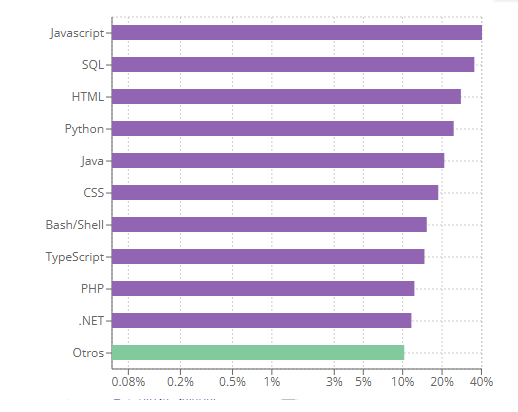 Javascript
SQL
HTML
Python
Java
CSS
Bash/Shell
TypeScript
PHP
.NET
Otros
0.08% 0.2% 0.5% 1% 3% 5% 10% 20% 40%